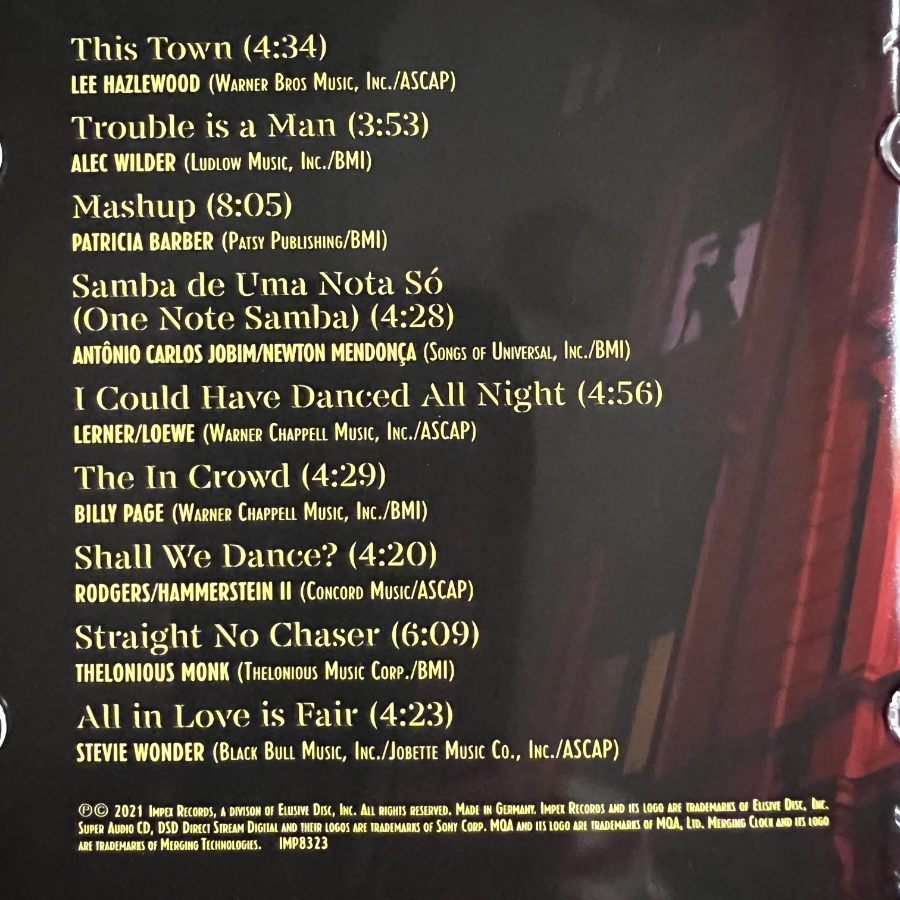 This Town (4:34)
LEE HAZLEWOOD (Warner Bros Music, Inc./ASCAP)
Trouble is a Man (3:53)
ALEC WILDER (Ludlow Music, Inc./BMI)
Mashup (8:05)
PATRICIA BARBER (Patsy Publishing/BMI)
Samba de Uma Nota Só
(One Note Samba) (4:28)
ANTÔNIO CARLOS JOBIM/NEWTON MENDONÇA (Songs of Universal, Inc./BMI)
I Could Have Danced All Night (4:56)
LERNER/LOEWE (Warner Chappell Music, Inc./ASCAP)
The In Crowd (4:29)
BILLY PAGE (Warner Chappell Music, Inc./BMI)
Shall We Dance? (4:20)
RODGERS/HAMMERSTEIN II (Concord Music/ASCAP)
Straight No Chaser (6:09)
THELONIOUS MONK (Thelonious Music Corp./BMI)
All in Love is Fair (4:23)
STEVIE WONDER (Black Bull Music, Inc./Jobette Music Co., Inc./ASCAP)
℗© 2021 Impex Records, a divison of Elusive Disc, Inc. All rights reserved. Made in Germany. Impex Records and its logo are trademarks of Elisive Disc, Inc.
Super Audio CD, DSD Direct Stream Digital and their logos are trademarks of Sony Corp. MQA and its logo are trademarks of MQA, Ltd. Merging Clock and its logo
are trademarks of Merging Technologies. IMP8323